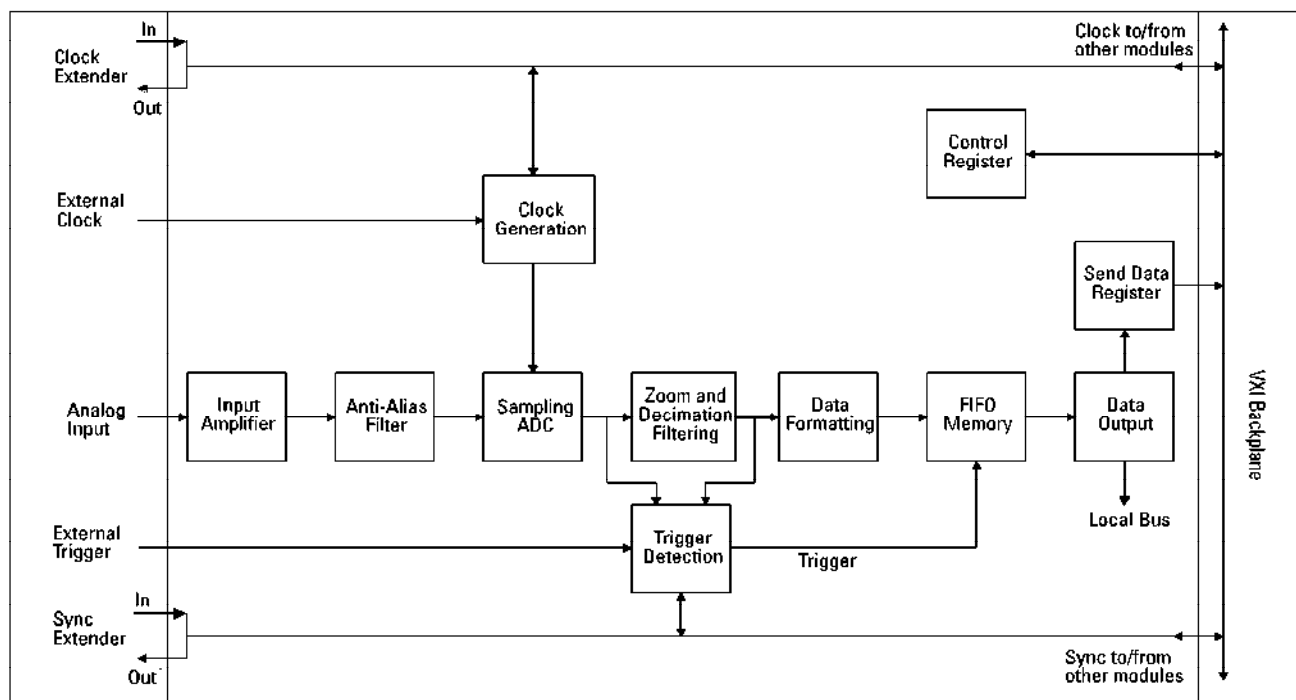 In
Clock
Extender
Out
Clock to/from
other modules
Control
Register
External
Clock
Clock
Generation
Send Data
Register
Analog
Input
Input
Amplifier
Anti-Alias
Filter
Sampling
ADC
Zoom and
Decimation
Filtering
Data
Formatting
FIFO
Memory
Data
Output
VXI Backplane
Local Bus
External
Trigger
Trigger
Detection
Trigger
In
Sync
Extender
Out
Sync to/from
other modules